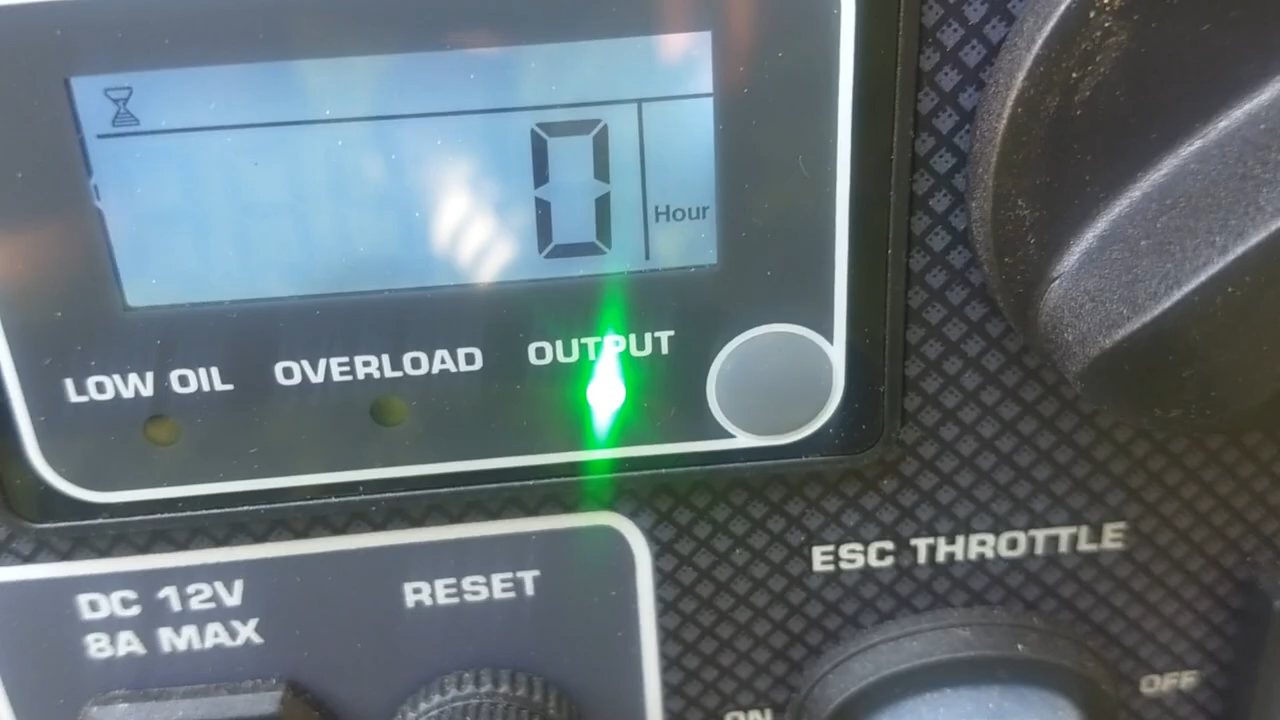 0
Hour
LOW OIL
OVERLOAD
OUTPUT
ESC THROTTLE
DC 12V
8A MAX
RESET
ON
OFF